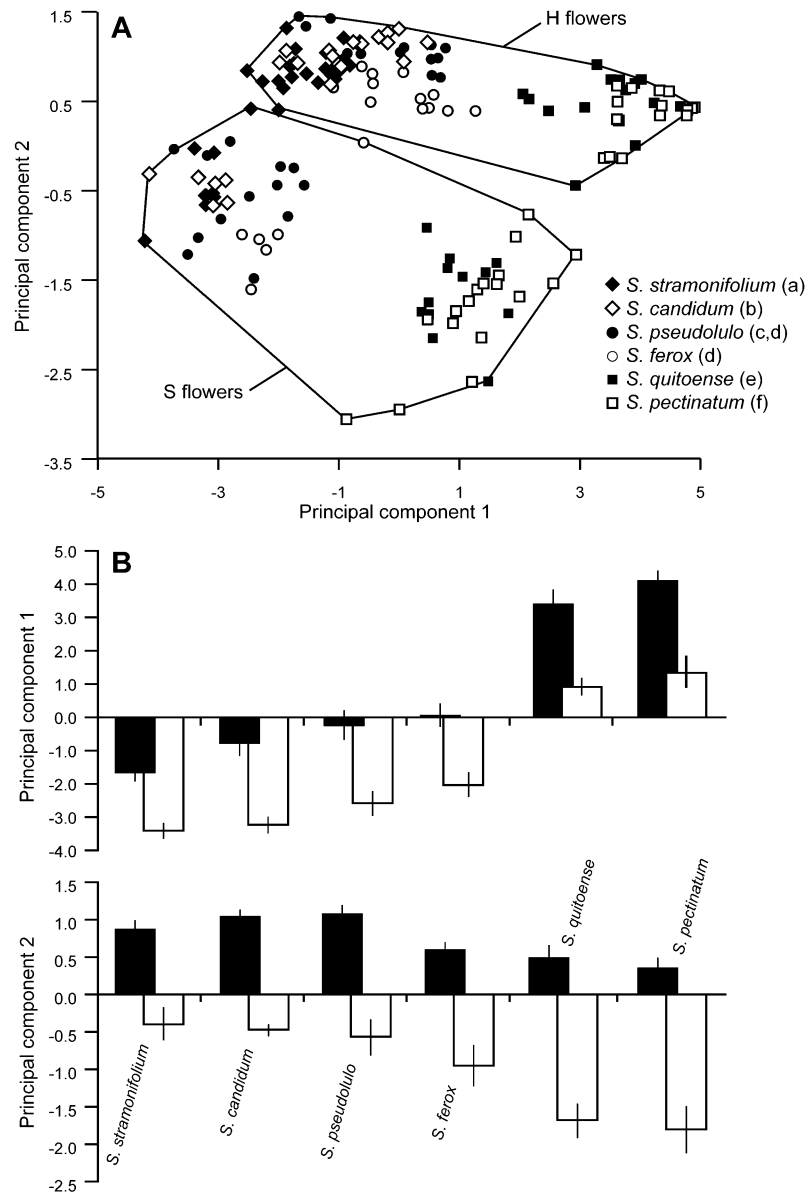 A
H flowers
S flowers
1.5
0.5
-0.5
-1.5
-2.5
-3.5
Principal component 2
-5 -3 -1 1 3 5
Principal component 1
S. stramonifolium (a)
S. candidum (b)
S. pseudolulo (c,d)
S. ferox (d)
S. quitoense (e)
S. pectinatum (f)
B
5.0
4.0
3.0
2.0
1.0
0.0
-1.0
-2.0
-3.0
-4.0
Principal component 1
1.5
1.0
0.5
0.0
-0.5
-1.0
-1.5
-2.0
-2.5
Principal component 2
S. stramonifolium
S. candidum
S. pseudolulo
S. ferox
S. quitoense
S. pectinatum